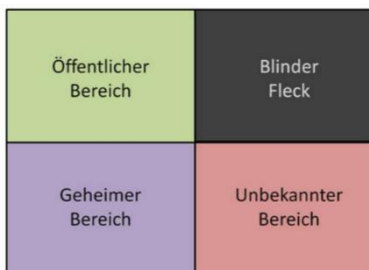 Öffentlicher
Bereich
Blinder
Fleck
Geheimer
Bereich
Unbekannter
Bereich